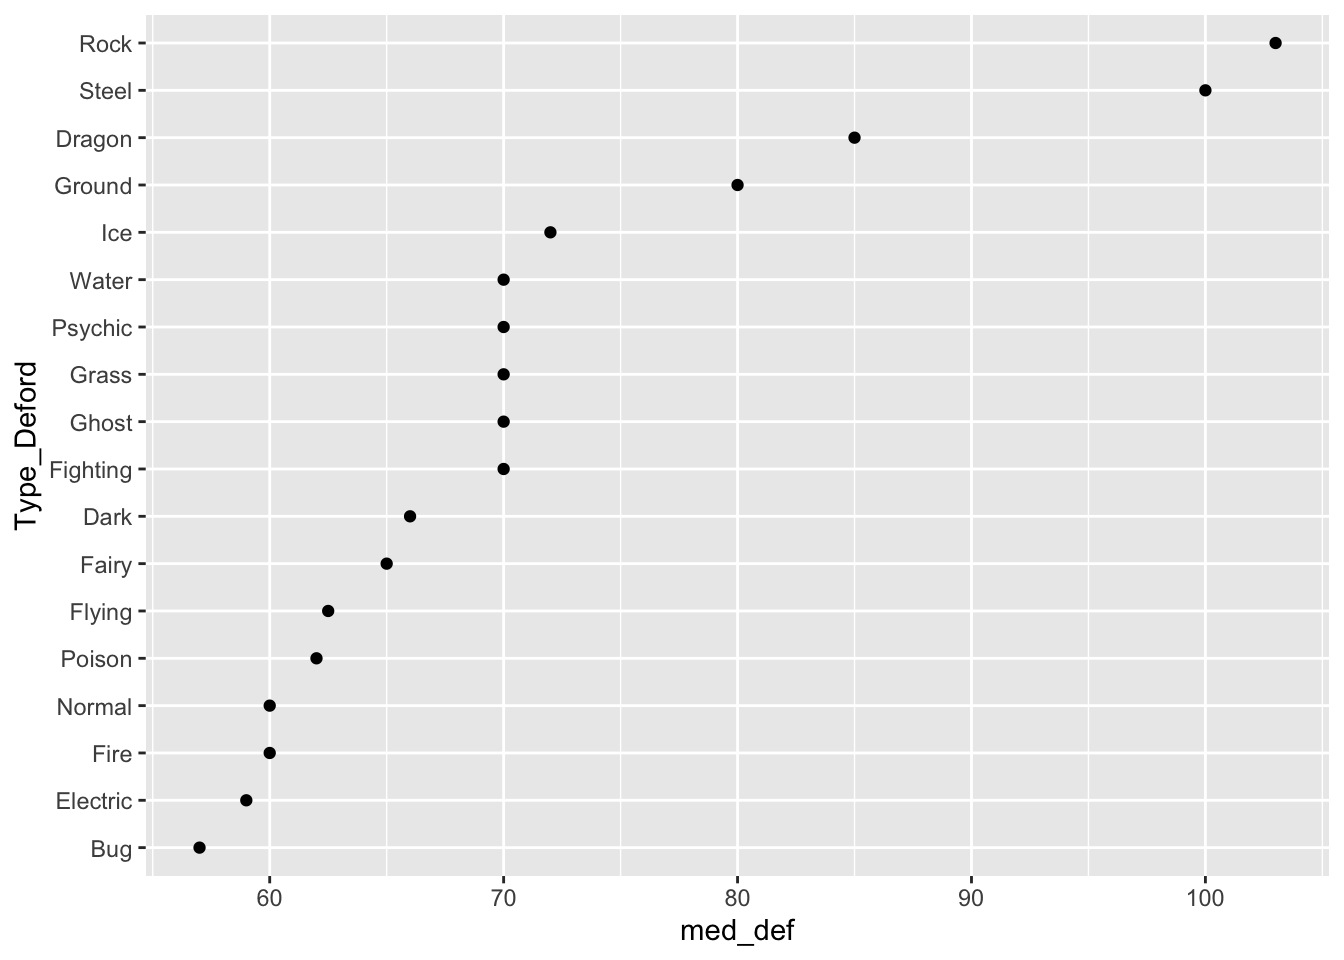 Rock
Steel
Dragon
Ground
Ice
Water
Psychic
Grass
Ghost
Fighting
Dark
Fairy
Flying
Poison
Normal
Fire
Electric
Bug
Type_Deford
60 70 80 90 100
med_def